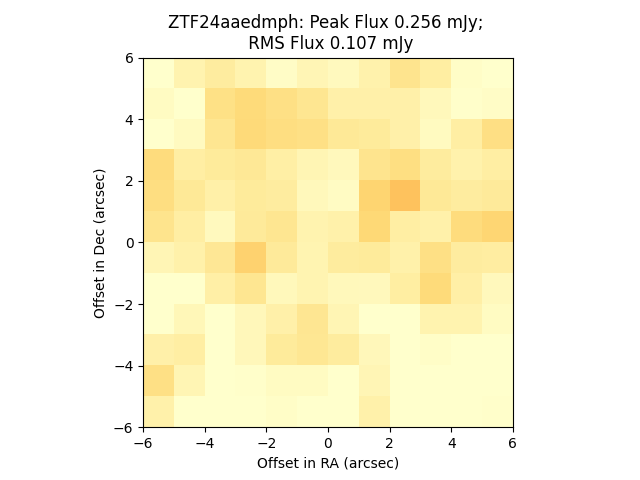 ZTF24aaedmph: Peak Flux 0.256 mJy;
RMS Flux 0.107 mJy
6
4
2
0
−2
−4
−6
Offset in Dec (arcsec)
−6 −4 −2 0 2 4 6
Offset in RA (arcsec)